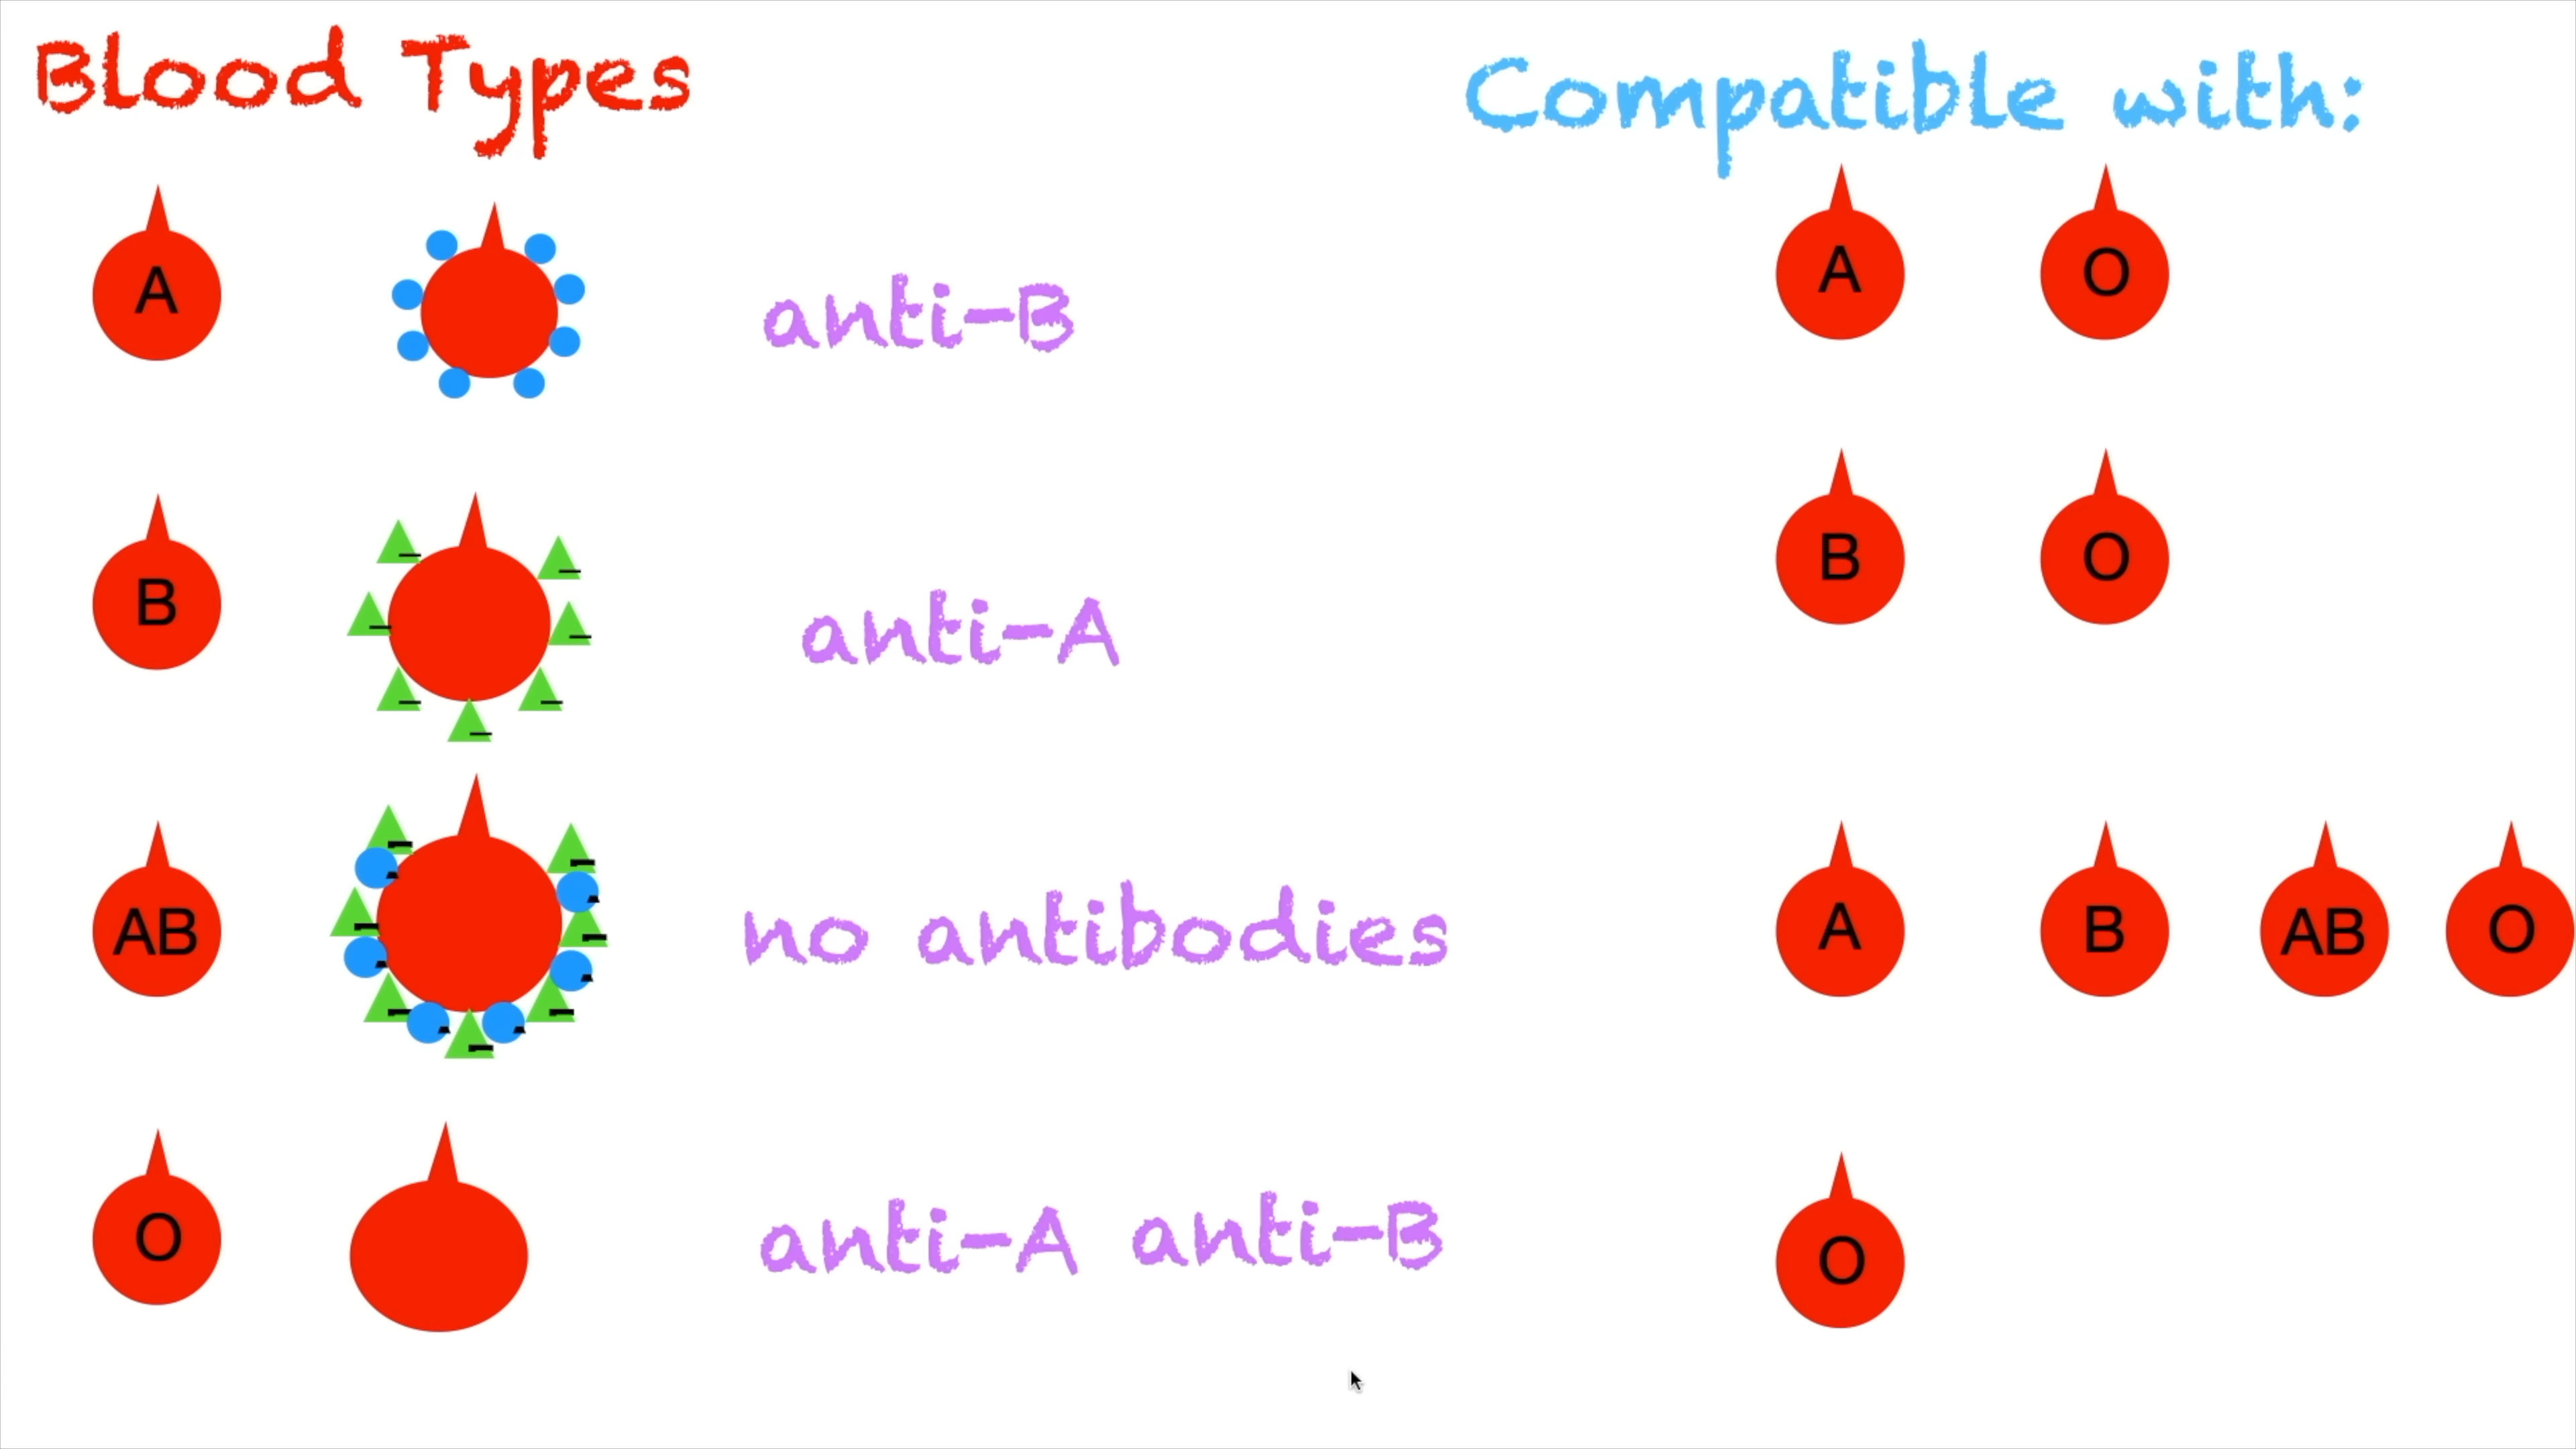 Blood Types
Compatible with:
A anti-B A O
B anti-A B O
AB no antibodies A B AB O
O anti-A anti-B O